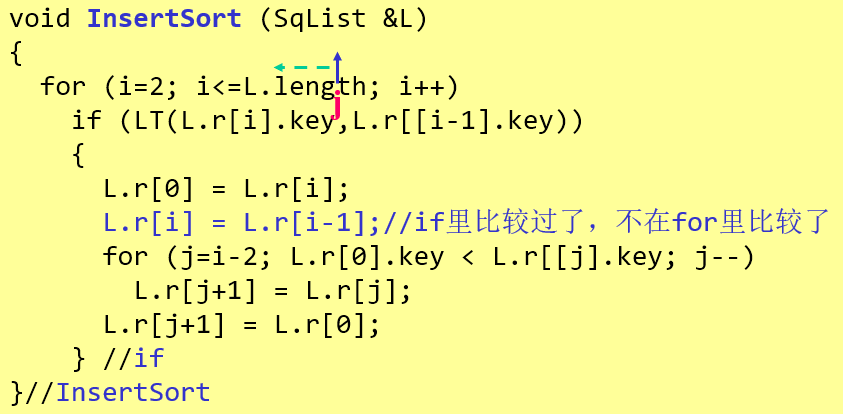 void InsertSort (SqList &L)
{
for (i=2; i<=L.length; i++)
j
if (LT(L.r[i].key,L.r[[i-1].key))
{
L.r[0] = L.r[i];
L.r[i] = L.r[i-1];//if里比较过了，不在for里比较了
for (j=i-2; L.r[0].key < L.r[[j].key; j--)
L.r[j+1] = L.r[j];
L.r[j+1] = L.r[0];
} //if
}//InsertSort